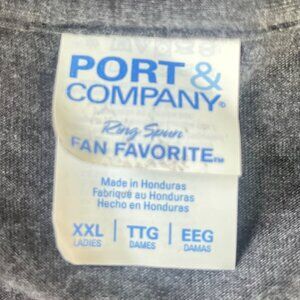 PORT &
COMPANY®
Ring Spun
FAN FAVORITE™
Made in Honduras
Fabriqué au Honduras
Hecho en Honduras
XXL | TTG | EEG
LADIES | DAMES | DAMAS